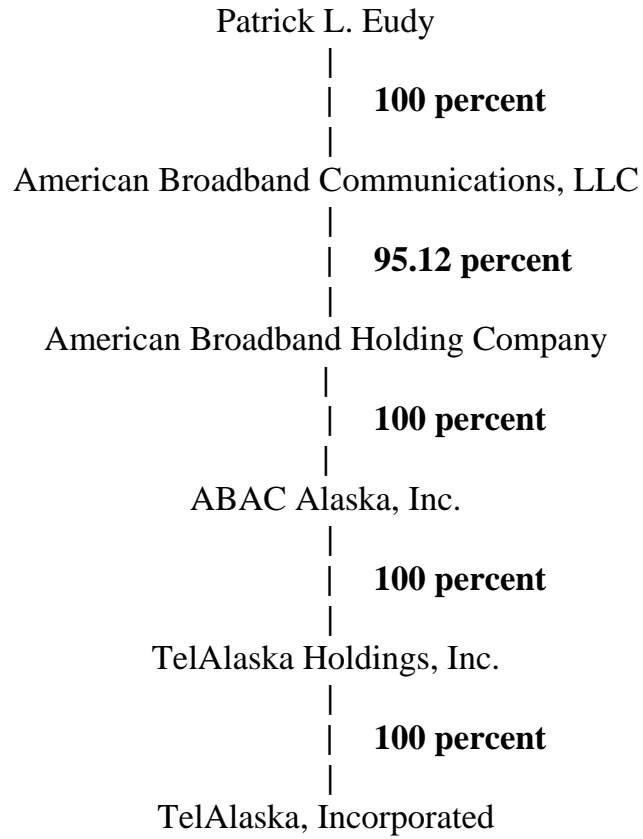 Patrick L. Eudy
|
| 100 percent
|
American Broadband Communications, LLC
|
| 95.12 percent
|
American Broadband Holding Company
|
| 100 percent
|
ABAC Alaska, Inc.
|
| 100 percent
|
TelAlaska Holdings, Inc.
|
| 100 percent
|
TelAlaska, Incorporated